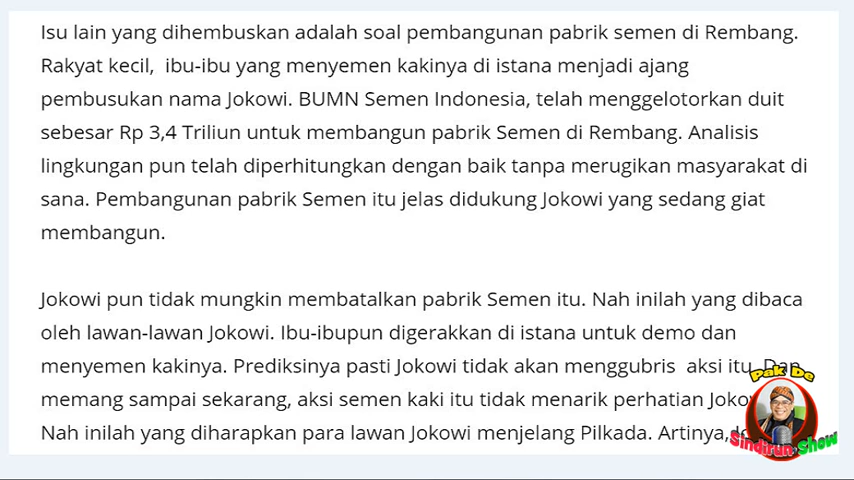 Isu lain yang dihembuskan adalah soal pembangunan pabrik semen di Rembang.
Rakyat kecil,  ibu-ibu yang menyemen kakinya di istana menjadi ajang
pembusukan nama Jokowi. BUMN Semen Indonesia, telah menggelotorkan duit
sebesar Rp 3,4 Triliun untuk membangun pabrik Semen di Rembang. Analisis
lingkungan pun telah diperhitungkan dengan baik tanpa merugikan masyarakat di
sana. Pembangunan pabrik Semen itu jelas didukung Jokowi yang sedang giat
membangun.
Jokowi pun tidak mungkin membatalkan pabrik Semen itu. Nah inilah yang dibaca
oleh lawan-lawan Jokowi. Ibu-ibupun digerakkan di istana untuk demo dan
menyemen kakinya. Prediksinya pasti Jokowi tidak akan menggubris  aksi itu. Dan
memang sampai sekarang, aksi semen kaki itu tidak menarik perhatian
Nah inilah yang diharapkan para lawan Jokowi menjelang Pilkada. Artinya,
Pak De
Sindirun Show